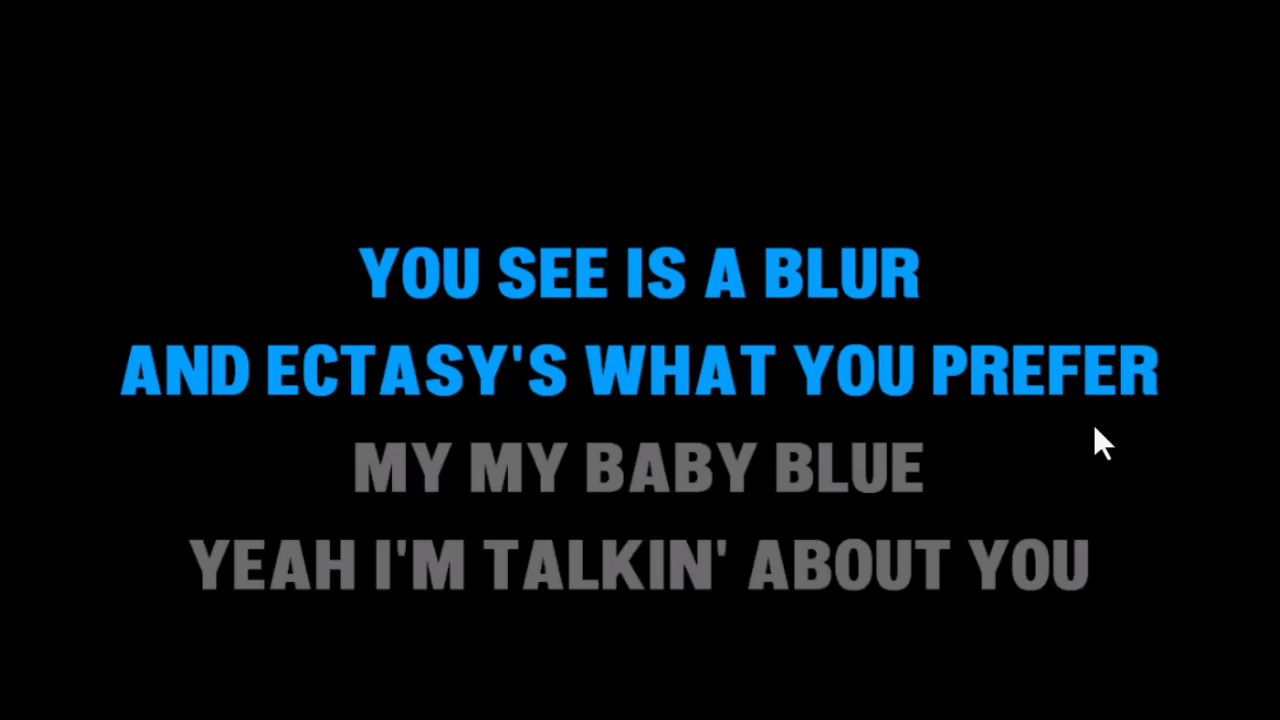 YOU SEE IS A BLUR
AND ECTASY'S WHAT YOU PREFER
MY MY BABY BLUE
YEAH I'M TALKIN' ABOUT YOU